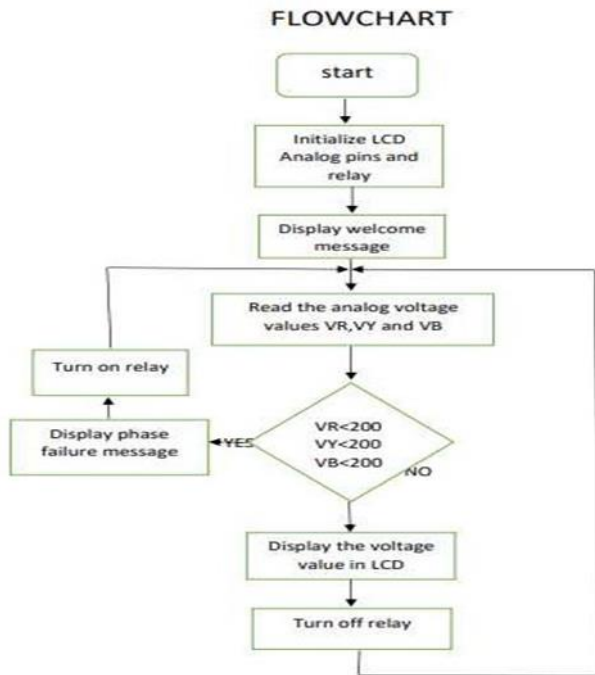 FLOWCHART
start
Initialize LCD
Analog pins and
relay
Display welcome
message
Read the analog voltage
values VR,VY and VB
Turn on relay
VR<200
VY<200
VB<200
YES
NO
Display phase
failure message
Display the voltage
value in LCD
Turn off relay